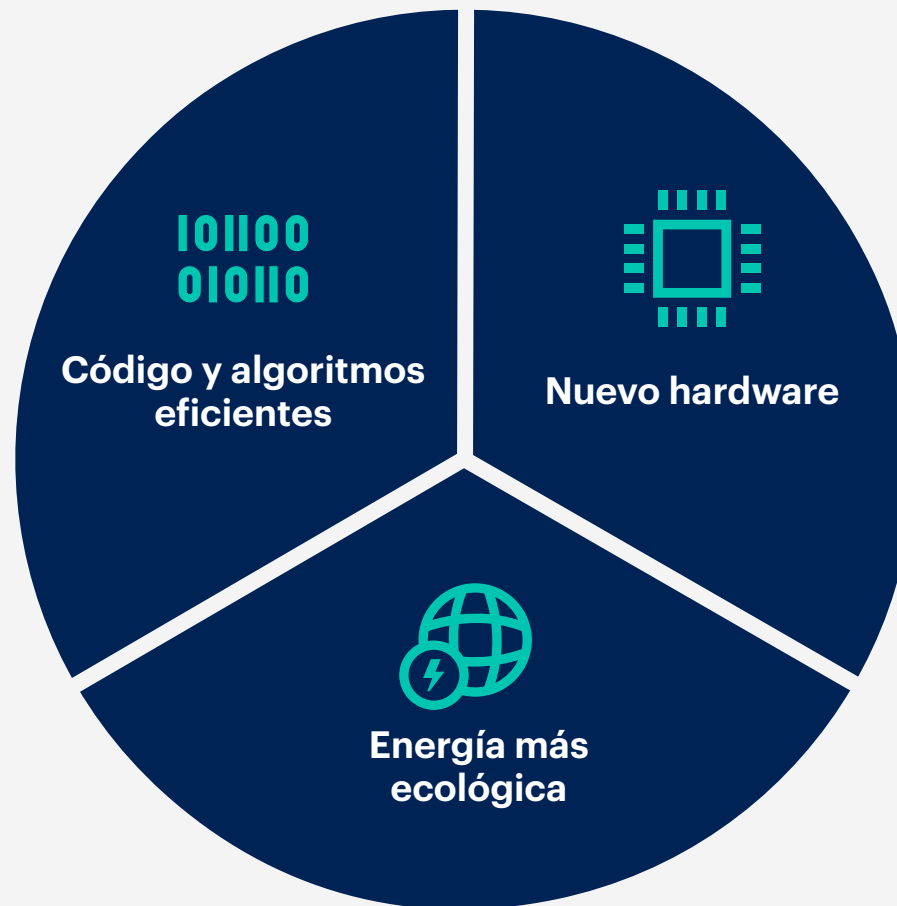 101100
010110
Código y algoritmos
eficientes
Nuevo hardware
Energía más
ecológica